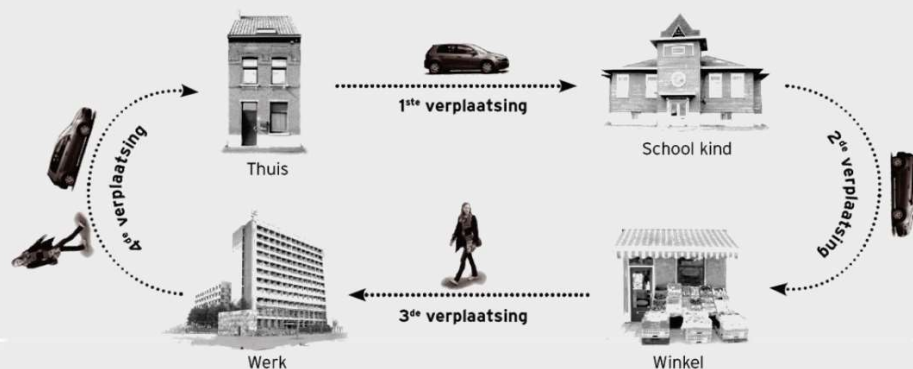 Thuis
1ste verplaatsing
School kind
2de verplaatsing
Winkel
3de verplaatsing
Werk
4de verplaatsing